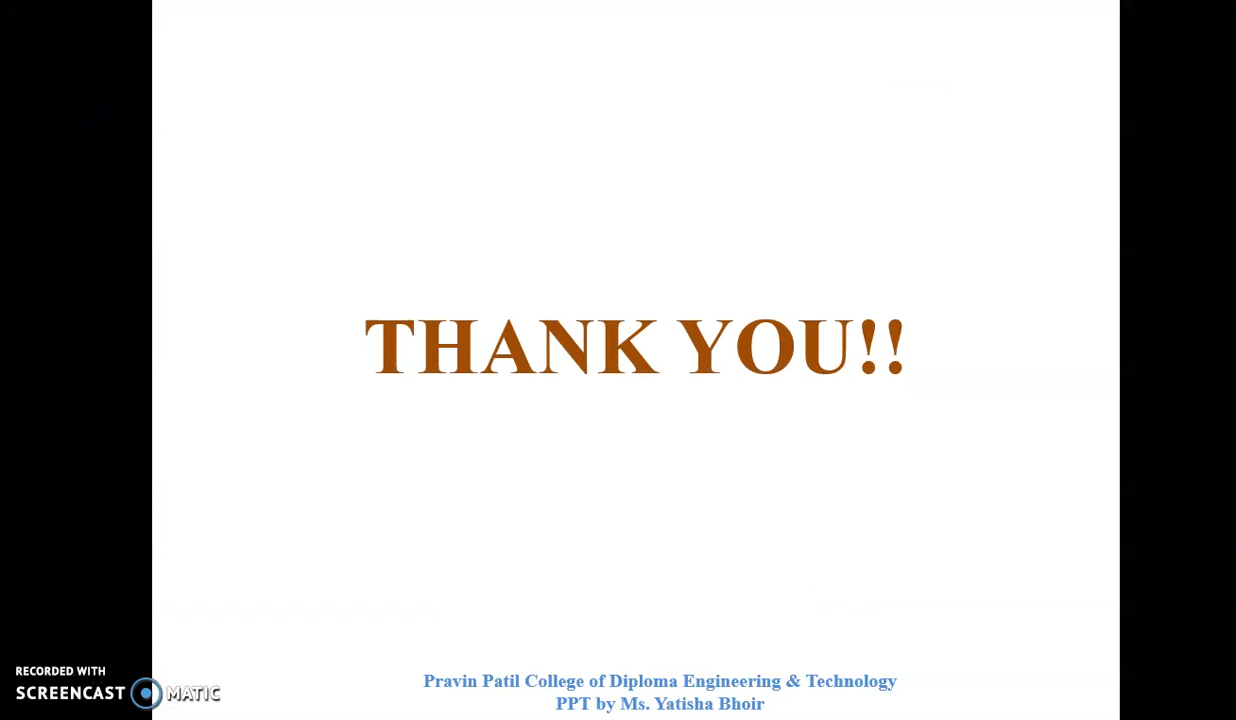 THANK YOU!!
RECORDED WITH
SCREENCAST MATIC
Pravin Patil College of Diploma Engineering & Technology
PPT by Ms. Yatisha Bhoir